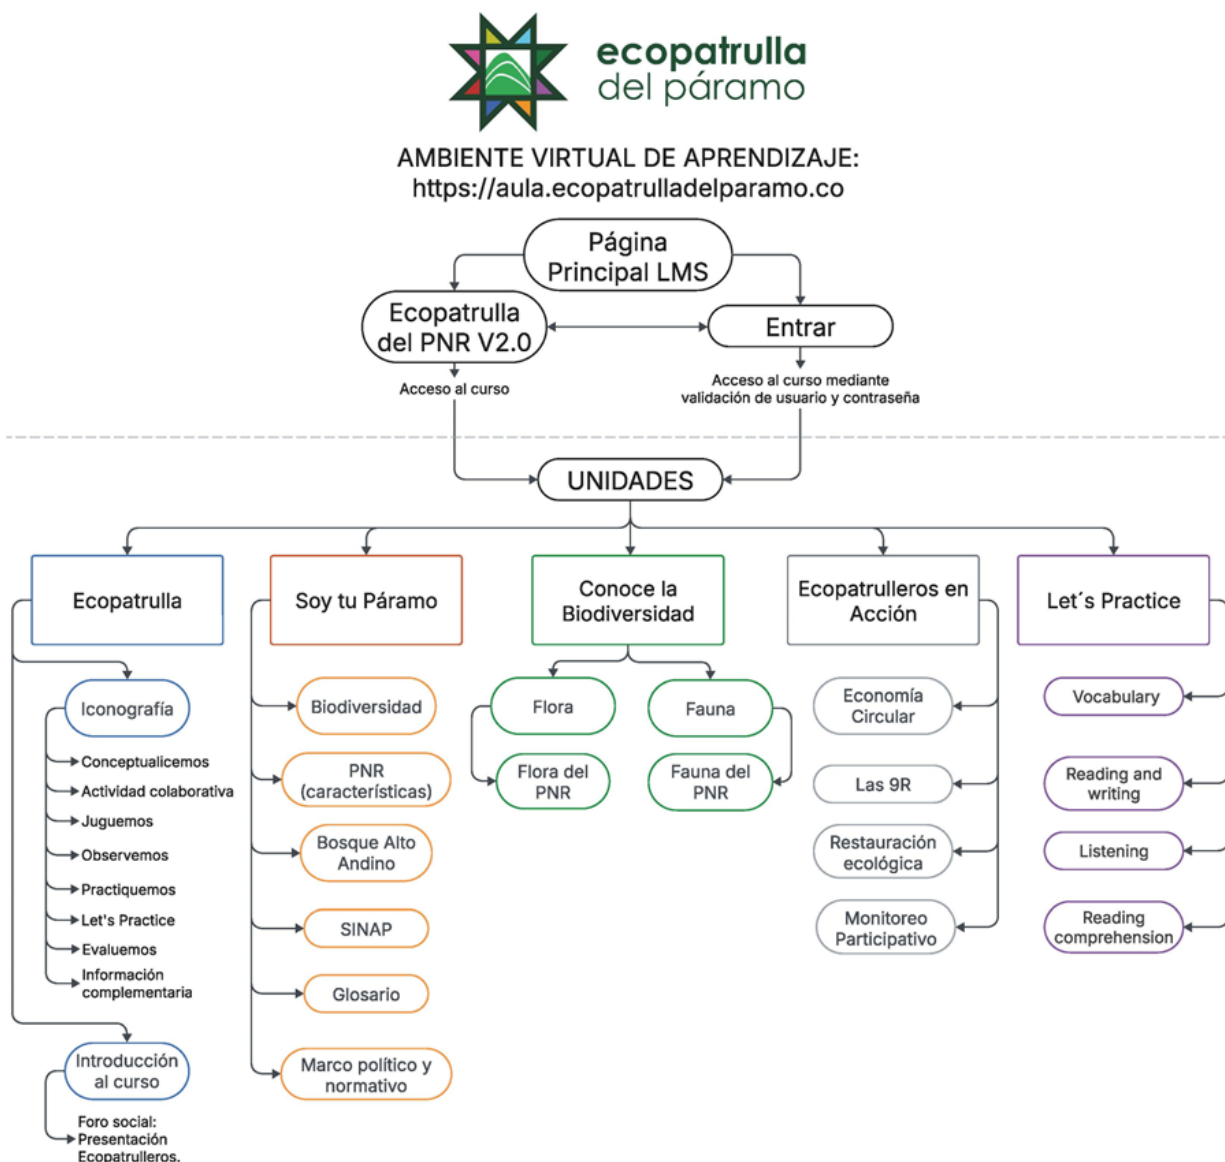 ecopatrulla
del páramo
AMBIENTE VIRTUAL DE APRENDIZAJE:
https://aula.ecopatrulladelparamo.co
Página
Principal LMS
Ecopatrulla
del PNR V2.0
Entrar
Acceso al curso
Acceso al curso mediante
validación de usuario y contraseña
UNIDADES
Ecopatrulla
Iconografía
Conceptualicemos
Actividad colaborativa
Juguemos
Observemos
Practiquemos
Let's Practice
Evaluemos
Información
complementaria
Introducción
al curso
Foro social:
Presentación
Ecopatrulleros.
Soy tu Páramo
Biodiversidad
PNR
(características)
Bosque Alto
Andino
SINAP
Glosario
Marco político y
normativo
Conoce la
Biodiversidad
Flora
Flora del
PNR
Fauna
Fauna del
PNR
Ecopatrulleros en
Acción
Economía
Circular
Las 9R
Restauración
ecológica
Monitoreo
Participativo
Let´s Practice
Vocabulary
Reading and
writing
Listening
Reading
comprehension